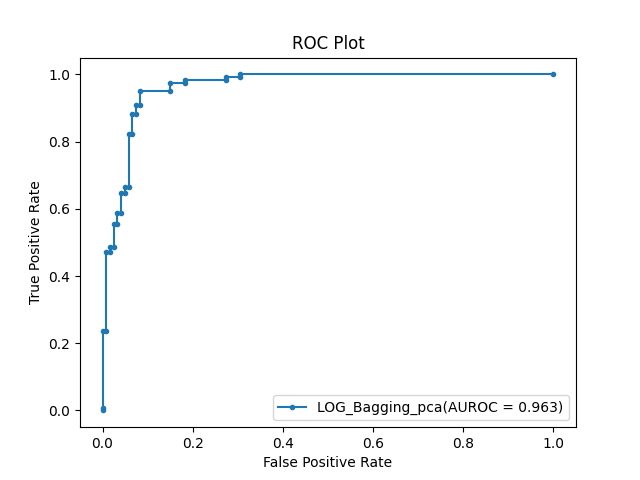 ROC Plot
1.0
0.8
0.6
0.4
0.2
0.0
True Positive Rate
LOG_Bagging_pca(AUROC = 0.963)
0.0 0.2 0.4 0.6 0.8 1.0
False Positive Rate